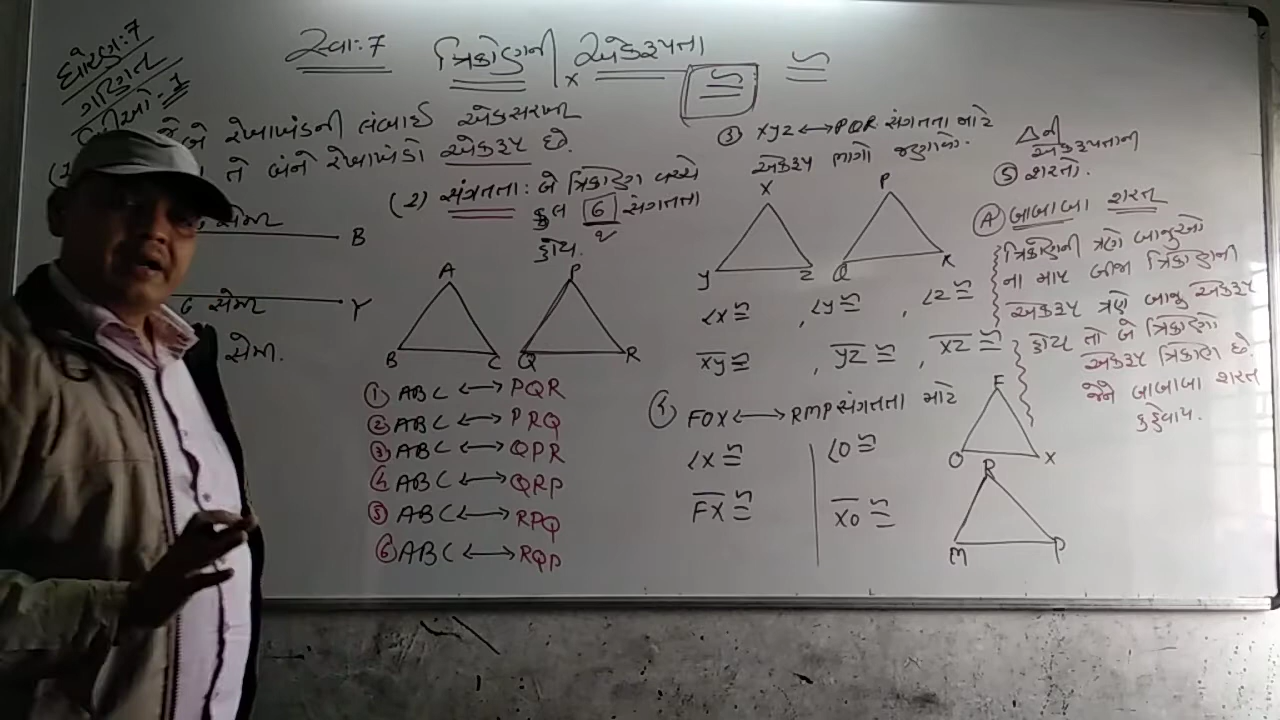 ધોરણ:7
ગણિત
સ્વા:7 ત્રિકોણની એકરૂપતા ≅ ≅
બે રેખાખંડની લંબાઈ એકસરખી
તે બંને રેખાખંડો એકરૂપ છે.
સેમી B
6 સેમી Y
સેમી.
(2) સંગતતા: બે ત્રિકોણ વચ્ચે
કુલ 6 સંગતતા
હોય.
A P
B C Q R
① ABC ⟷ PQR
② ABC ⟷ PRQ
③ ABC ⟷ QPR
④ ABC ⟷ QRP
⑤ ABC ⟷ RPQ
⑥ ABC ⟷ RQP
③ XYZ ⟷ PQR સંગતતા માટે
એકરૂપ ભાગો જણાવો.
X P
Y Z Q R
∠X ≅ , ∠Y ≅ , ∠Z ≅
XY ≅ , YZ ≅ , XZ ≅
④ FOX ⟷ RMP સંગતતા માટે
∠X ≅ ∠O ≅
FX ≅ XO ≅
F
O X
R
M P
Δની
એકરૂપતાની
⑤ શરતો.
Ⓐ બાબાબા શરત
ત્રિકોણની ત્રણે બાજુઓ
ના માપ બીજા ત્રિકોણની
એકરૂપ ત્રણે બાજુ એકરૂપ
હોય તો બે ત્રિકોણો
એકરૂપ ત્રિકોણ છે.
જેને બાબાબા શરત
કહેવાય.